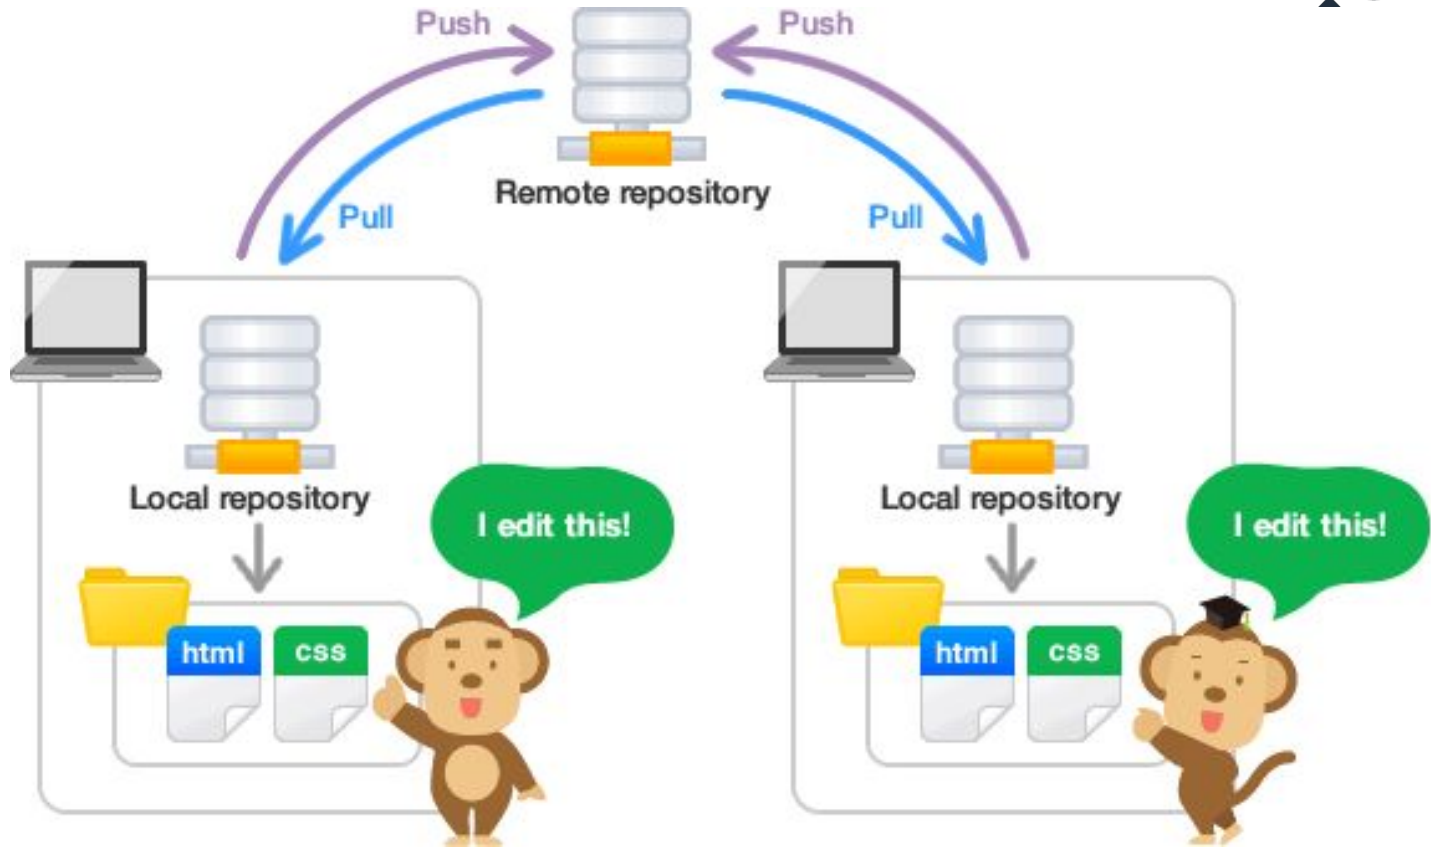 Push
Push
Remote repository
Pull
Pull
Local repository
Local repository
I edit this!
I edit this!
html
css
html
css